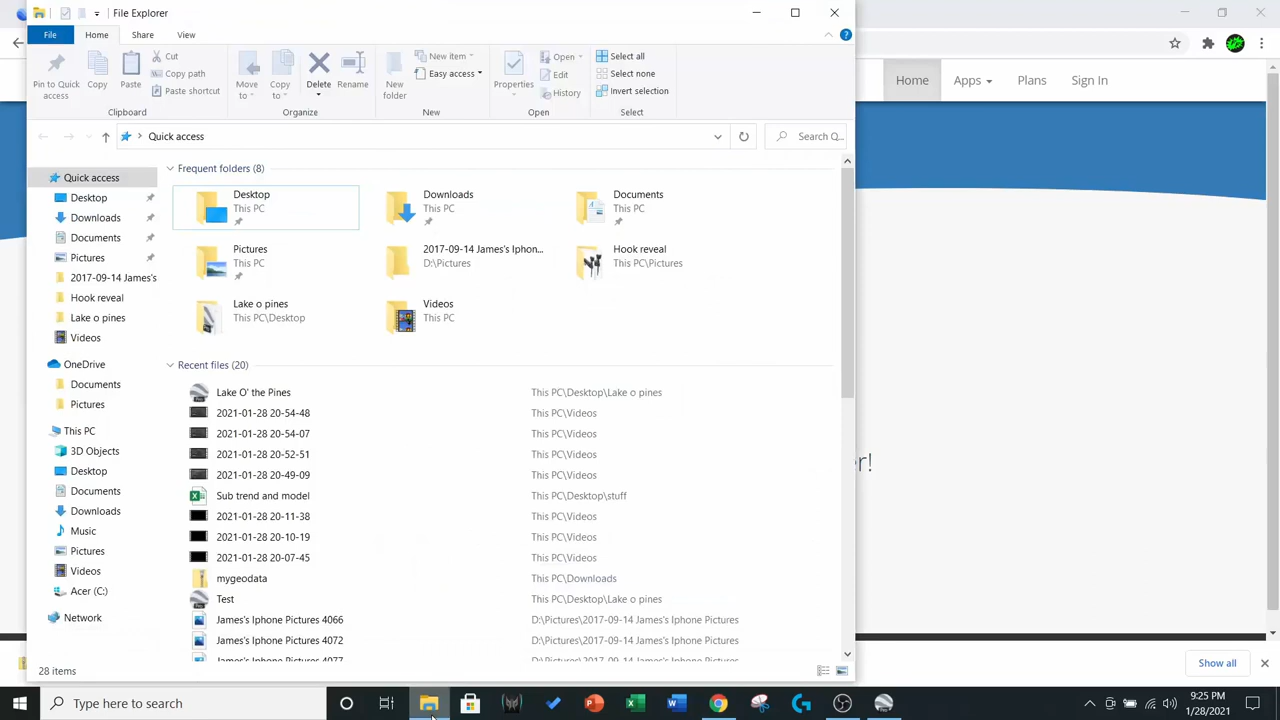 File Explorer
File
Home
Share
View
Home
Apps
Plans
Sign In
Pin to Quick access
Copy
Paste
Cut
Copy path
Paste shortcut
Clipboard
Move to
Copy to
Delete
Rename
Organize
New folder
New item
Easy access
New
Properties
Open
Edit
History
Open
Select all
Select none
Invert selection
Select
Quick access
Search Q...
Quick access
Desktop
Downloads
Documents
Pictures
2017-09-14 James's
Hook reveal
Lake o pines
Videos
OneDrive
Documents
Pictures
This PC
3D Objects
Desktop
Documents
Downloads
Music
Pictures
Videos
Acer (C:)
Network
Frequent folders (8)
Desktop
This PC
Downloads
This PC
Documents
This PC
Pictures
This PC
2017-09-14 James's Iphon...
D:\Pictures
Hook reveal
This PC\Pictures
Lake o pines
This PC\Desktop
Videos
This PC
Recent files (20)
Lake O' the Pines This PC\Desktop\Lake o pines
2021-01-28 20-54-48 This PC\Videos
2021-01-28 20-54-07 This PC\Videos
2021-01-28 20-52-51 This PC\Videos
2021-01-28 20-49-09 This PC\Videos
Sub trend and model This PC\Desktop\stuff
2021-01-28 20-11-38 This PC\Videos
2021-01-28 20-10-19 This PC\Videos
2021-01-28 20-07-45 This PC\Videos
mygeodata This PC\Downloads
Test This PC\Desktop\Lake o pines
James's Iphone Pictures 4066 D:\Pictures\2017-09-14 James's Iphone Pictures
James's Iphone Pictures 4072 D:\Pictures\2017-09-14 James's Iphone Pictures
James's Iphone Pictures 4077 D:\Pictures\2017-09-14 James's Iphone Pictures
28 items
er!
Show all
Type here to search
9:25 PM
1/28/2021